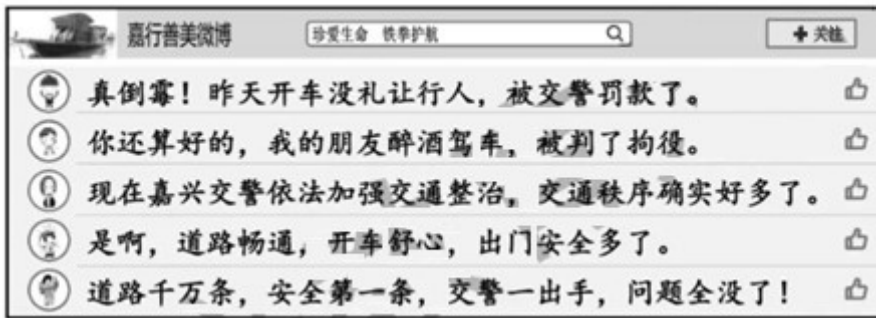 嘉行善美微博
珍爱生命 铁拳护航
关注
真倒霉！昨天开车没礼让行人，被交警罚款了。
你还算好的，我的朋友醉酒驾车，被判了拘役。
现在嘉兴交警依法加强交通整治，交通秩序确实好多了。
是啊，道路畅通，开车舒心，出门安全多了。
道路千万条，安全第一条，交警一出手，问题全没了！